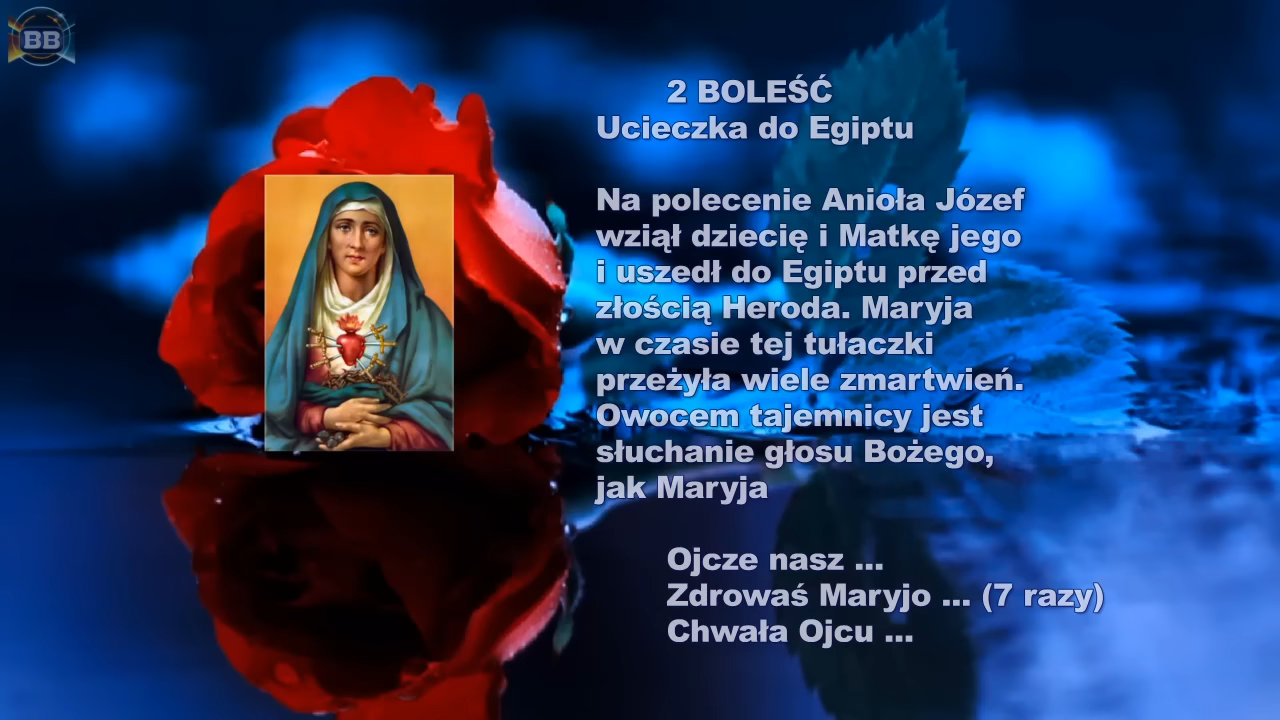 BB
2 BOLEŚĆ
Ucieczka do Egiptu
Na polecenie Anioła Józef
wziął dziecię i Matkę jego
i uszedł do Egiptu przed
złością Heroda. Maryja
w czasie tej tułaczki
przeżyła wiele zmartwień.
Owocem tajemnicy jest
słuchanie głosu Bożego,
jak Maryja
Ojcze nasz ...
Zdrowaś Maryjo ... (7 razy)
Chwała Ojcu ...